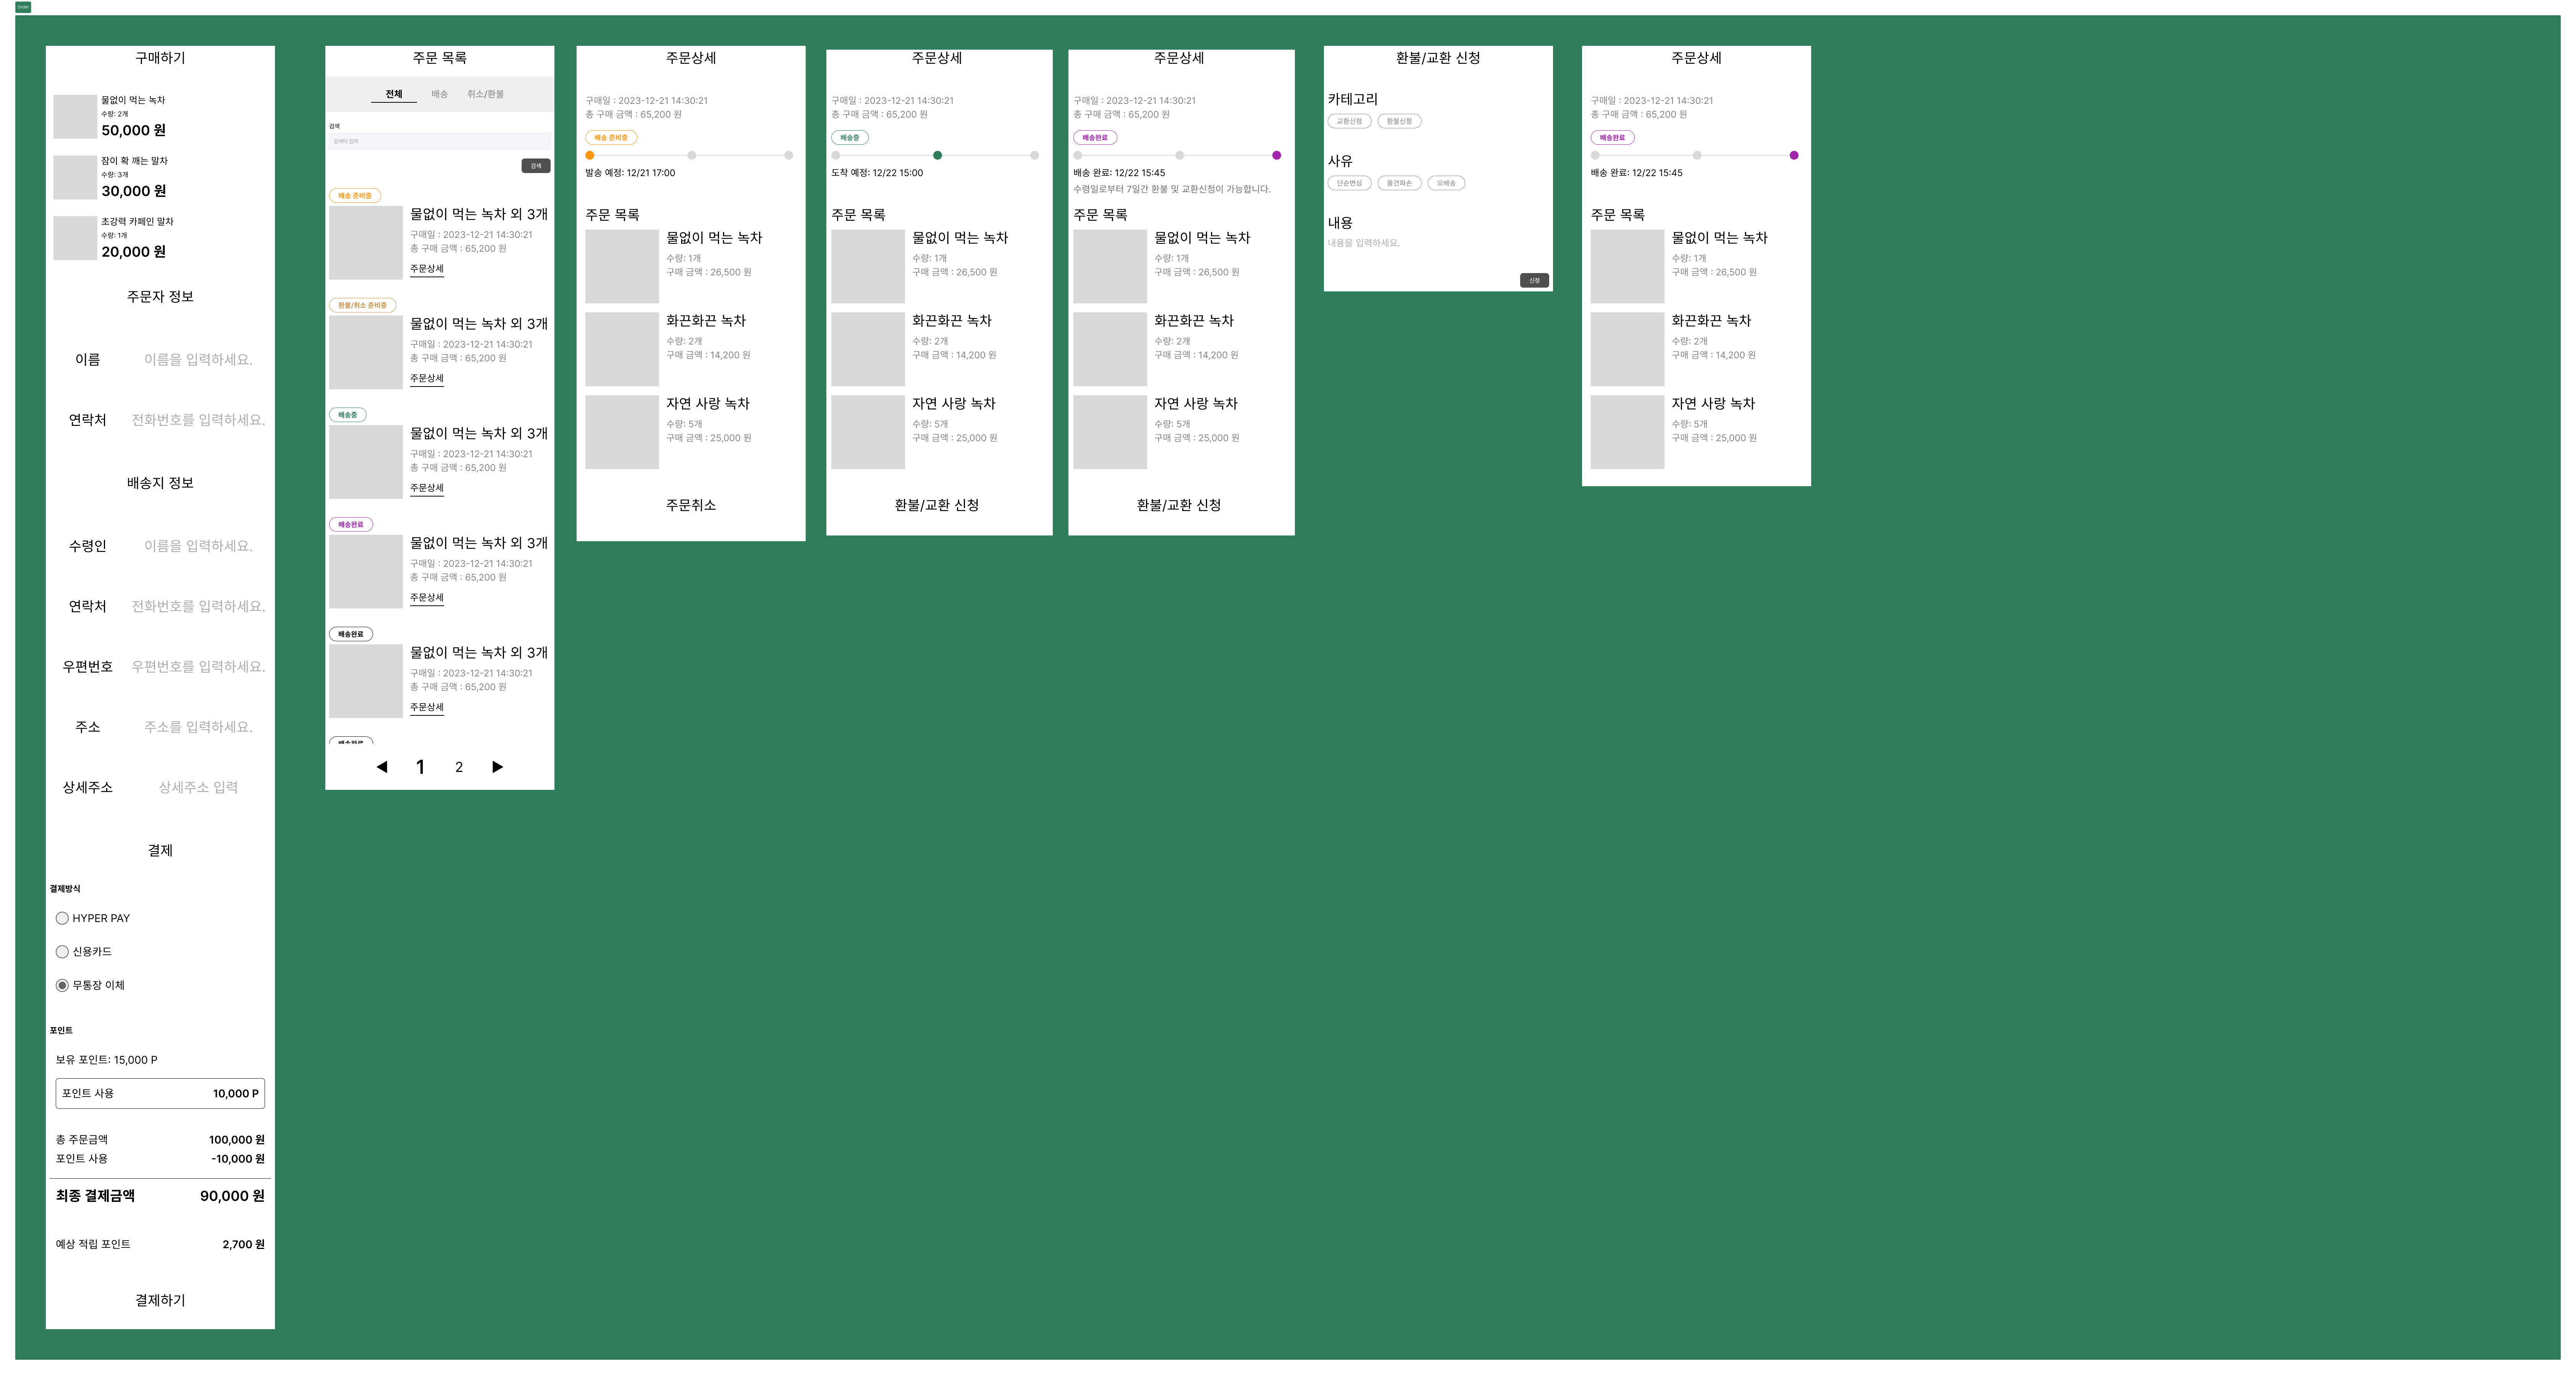 Order
구매하기
물없이 먹는 녹차
수량: 2개
50,000 원
잠이 확 깨는 말차
수량: 3개
30,000 원
초강력 카페인 말차
수량: 1개
20,000 원
주문자 정보
이름 이름을 입력하세요.
연락처 전화번호를 입력하세요.
배송지 정보
수령인 이름을 입력하세요.
연락처 전화번호를 입력하세요.
우편번호 우편번호를 입력하세요.
주소 주소를 입력하세요.
상세주소 상세주소 입력
결제
결제방식
HYPER PAY
신용카드
무통장 이체
포인트
보유 포인트: 15,000 P
포인트 사용 10,000 P
총 주문금액 100,000 원
포인트 사용 -10,000 원
최종 결제금액 90,000 원
예상 적립 포인트 2,700 원
결제하기
주문 목록
전체 배송 취소/환불
검색
검색어 입력
검색
배송 준비중
물없이 먹는 녹차 외 3개
구매일 : 2023-12-21 14:30:21
총 구매 금액 : 65,200 원
주문상세
환불/취소 준비중
물없이 먹는 녹차 외 3개
구매일 : 2023-12-21 14:30:21
총 구매 금액 : 65,200 원
주문상세
배송중
물없이 먹는 녹차 외 3개
구매일 : 2023-12-21 14:30:21
총 구매 금액 : 65,200 원
주문상세
배송완료
물없이 먹는 녹차 외 3개
구매일 : 2023-12-21 14:30:21
총 구매 금액 : 65,200 원
주문상세
배송완료
물없이 먹는 녹차 외 3개
구매일 : 2023-12-21 14:30:21
총 구매 금액 : 65,200 원
주문상세
배송완료
◀ 1 2 ▶
주문상세
구매일 : 2023-12-21 14:30:21
총 구매 금액 : 65,200 원
배송 준비중
발송 예정: 12/21 17:00
주문 목록
물없이 먹는 녹차
수량: 1개
구매 금액 : 26,500 원
화끈화끈 녹차
수량: 2개
구매 금액 : 14,200 원
자연 사랑 녹차
수량: 5개
구매 금액 : 25,000 원
주문취소
주문상세
구매일 : 2023-12-21 14:30:21
총 구매 금액 : 65,200 원
배송중
도착 예정: 12/22 15:00
주문 목록
물없이 먹는 녹차
수량: 1개
구매 금액 : 26,500 원
화끈화끈 녹차
수량: 2개
구매 금액 : 14,200 원
자연 사랑 녹차
수량: 5개
구매 금액 : 25,000 원
환불/교환 신청
주문상세
구매일 : 2023-12-21 14:30:21
총 구매 금액 : 65,200 원
배송완료
배송 완료: 12/22 15:45
수령일로부터 7일간 환불 및 교환신청이 가능합니다.
주문 목록
물없이 먹는 녹차
수량: 1개
구매 금액 : 26,500 원
화끈화끈 녹차
수량: 2개
구매 금액 : 14,200 원
자연 사랑 녹차
수량: 5개
구매 금액 : 25,000 원
환불/교환 신청
환불/교환 신청
카테고리
교환신청 환불신청
사유
단순변심 물건파손 오배송
내용
내용을 입력하세요.
신청
주문상세
구매일 : 2023-12-21 14:30:21
총 구매 금액 : 65,200 원
배송완료
배송 완료: 12/22 15:45
주문 목록
물없이 먹는 녹차
수량: 1개
구매 금액 : 26,500 원
화끈화끈 녹차
수량: 2개
구매 금액 : 14,200 원
자연 사랑 녹차
수량: 5개
구매 금액 : 25,000 원